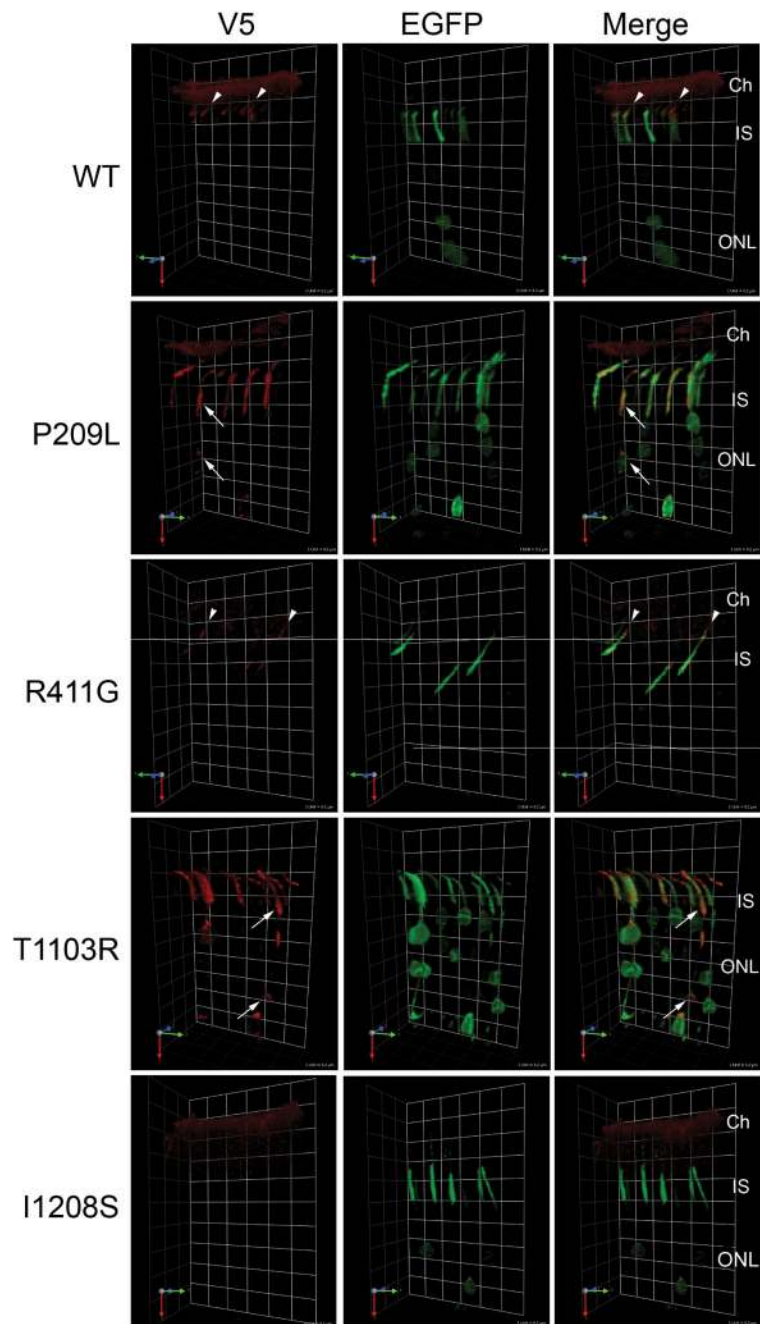 V5 EGFP Merge
WT Ch
IS
ONL
P209L Ch
IS
ONL
R411G Ch
IS
T1103R IS
ONL
I1208S Ch
IS
ONL